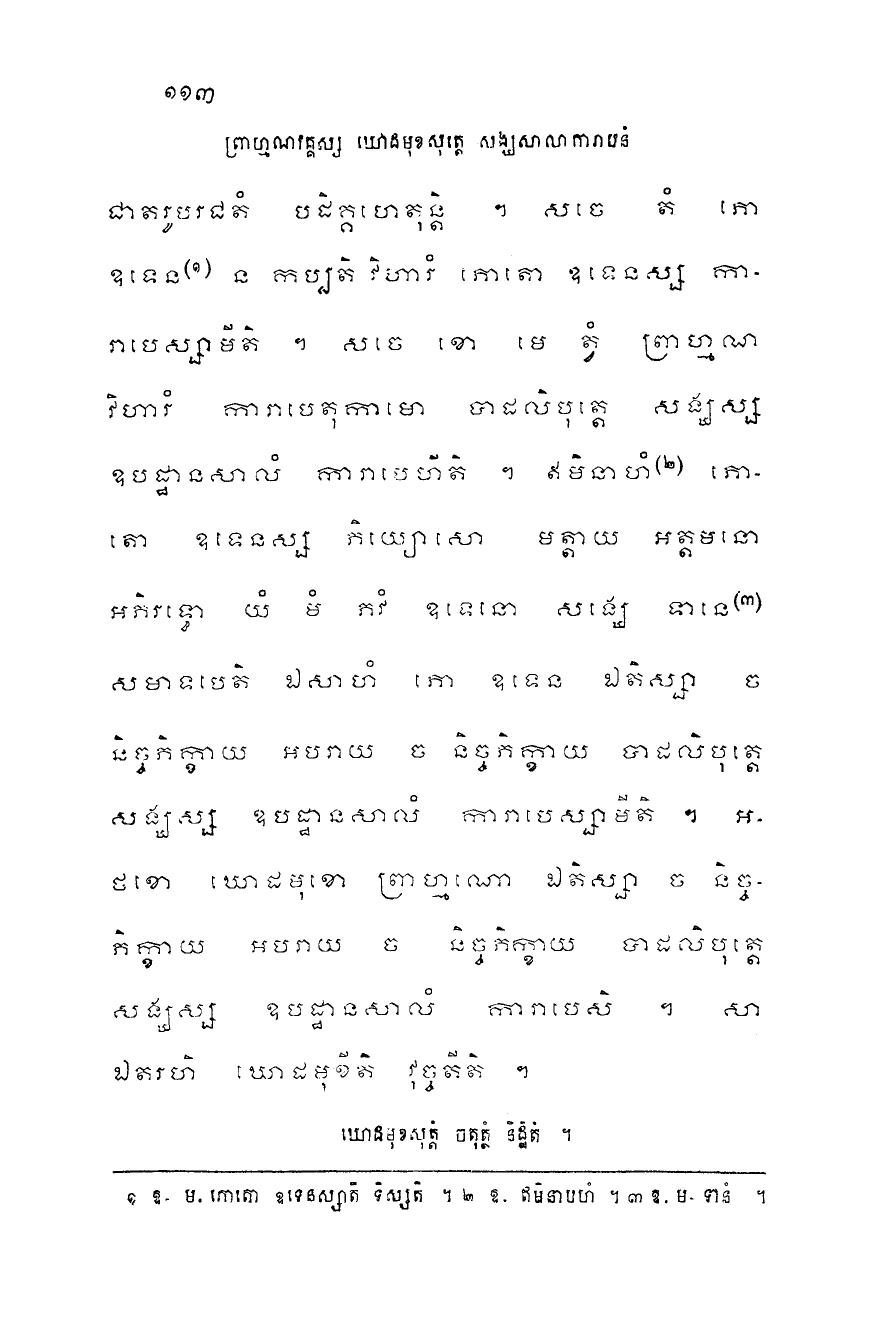 ១១៣
ព្រាហ្មណវគ្គស្ស ឃោដមុខសុត្តេ សង្ឃសាលាការាបនំ
ជាតរូបរជតំ បដិគ្គហេតុន្តិ ។ សចេ តំ ភោ
ឧទេន(១) ន កប្បតិ វិហារំ ភោតោ ឧទេនស្ស កា-
រាបេស្សាមីតិ ។ សចេ ខោ មេ ត្វំ ព្រាហ្មណ
វិហារំ ការាបេតុកាមោ បាដលិបុត្តេ សង្ឃស្ស
ឧបដ្ឋានសាលំ ការាបេហីតិ ។ ឥមិនាហំ(២) ភោ-
តោ ឧទេនស្ស ភិយ្យោសោ មត្តាយ អត្តមនោ
អភិរទ្ធោ យំ មំ ភវំ ឧទេនោ សង្ឃេ ទានេ(៣)
សមាទបេតិ ឯសាហំ ភោ ឧទេន ឯតិស្សា ច
និច្ចភិក្ខាយ អបរាយ ច និច្ចភិក្ខាយ បាដលិបុត្តេ
សង្ឃស្ស ឧបដ្ឋានសាលំ ការាបេស្សាមីតិ ។ អ-
ថខោ ឃោដមុខោ ព្រាហ្មណោ ឯតិស្សា ច និច្ច-
ភិក្ខាយ អបរាយ ច និច្ចភិក្ខាយ បាដលិបុត្តេ
សង្ឃស្ស ឧបដ្ឋានសាលំ ការាបេសិ ។ សា
ឯតរហិ ឃោដមុខីតិ វុច្ចតីតិ ។
ឃោដមុខសុត្តំ ចតុត្ថំ និដ្ឋិតំ ។
១ ឱ. ម. ភោតោ ឧទេនស្សាតិ ទិស្សតិ ។ ២ ឱ. ឥមិនាបហំ ។ ៣ ឱ. ម. ទានំ ។